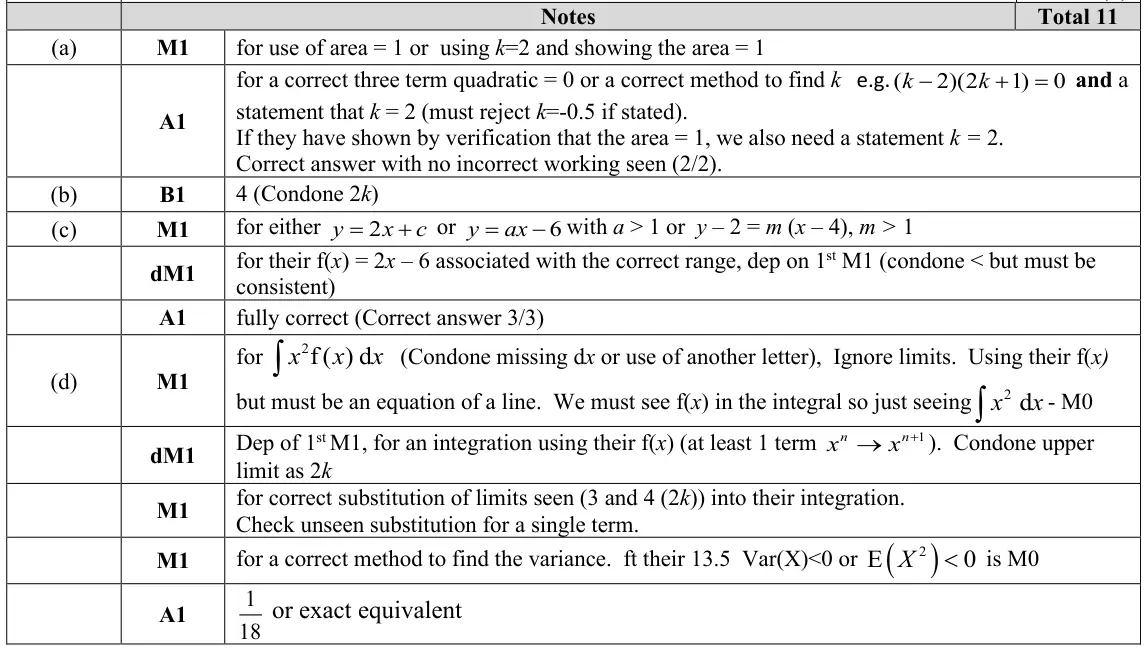 Notes Total 11
(a) M1 for use of area = 1 or using k=2 and showing the area = 1
A1 for a correct three term quadratic = 0 or a correct method to find k e.g. (k − 2)(2k + 1) = 0 and a
statement that k = 2 (must reject k=-0.5 if stated).
If they have shown by verification that the area = 1, we also need a statement k = 2.
Correct answer with no incorrect working seen (2/2).
(b) B1 4 (Condone 2k)
(c) M1 for either y = 2x + c or y = ax − 6 with a > 1 or y – 2 = m (x – 4), m > 1
dM1 for their f(x) = 2x – 6 associated with the correct range, dep on 1st M1 (condone < but must be
consistent)
A1 fully correct (Correct answer 3/3)
(d) M1 for ∫x²f(x) dx (Condone missing dx or use of another letter), Ignore limits. Using their f(x)
but must be an equation of a line. We must see f(x) in the integral so just seeing ∫x² dx - M0
dM1 Dep of 1st M1, for an integration using their f(x) (at least 1 term xⁿ → xⁿ⁺¹ ). Condone upper
limit as 2k
M1 for correct substitution of limits seen (3 and 4 (2k)) into their integration.
Check unseen substitution for a single term.
M1 for a correct method to find the variance. ft their 13.5 Var(X)<0 or E(X²) < 0 is M0
A1 1/18 or exact equivalent